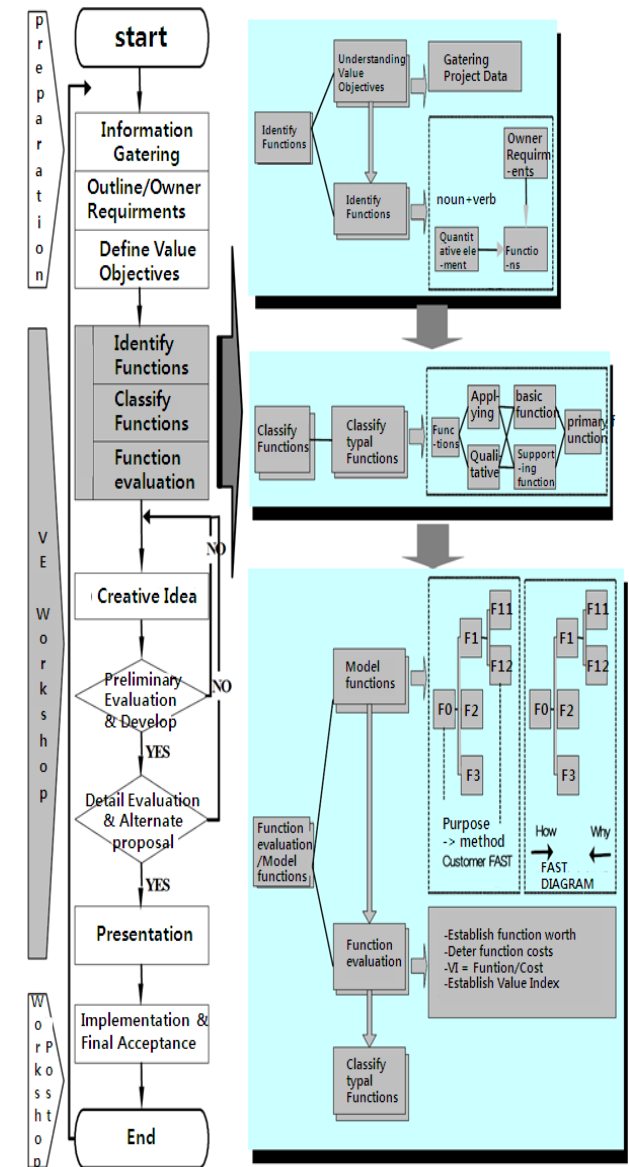 preparation
start
Information
Gatering
Outline/Owner
Requirments
Define Value
Objectives
VE Workshop
Identify
Functions
Classify
Functions
Function
evaluation
NO
Creative Idea
Preliminary
Evaluation
& Develop
NO
YES
Detail Evaluation
& Alternate
proposal
YES
Presentation
Workshop
Post
Implementation &
Final Acceptance
End
Identify
Functions
Understanding
Value
Objectives
Gatering
Project Data
Identify
Functions
noun+verb
Owner
Requirm
-ents
Quantit
ative ele
-ment
Functio
-ns
Classify
Functions
Classify
typal
Functions
Func
-tions
Appl-
ying
Quali-
tative
basic
function
Support
-ing
function
primary f
unction
Function
evaluation
/Model
functions
Model
functions
F0
F1
F2
F3
F11
F12
Purpose
-> method
Customer FAST
F0
F1
F2
F3
F11
F12
How
Why
FAST
DIAGRAM
Function
evaluation
-Establish function worth
-Deter function costs
-VI = Funtion/Cost
-Establish Value Index
Classify
typal
Functions